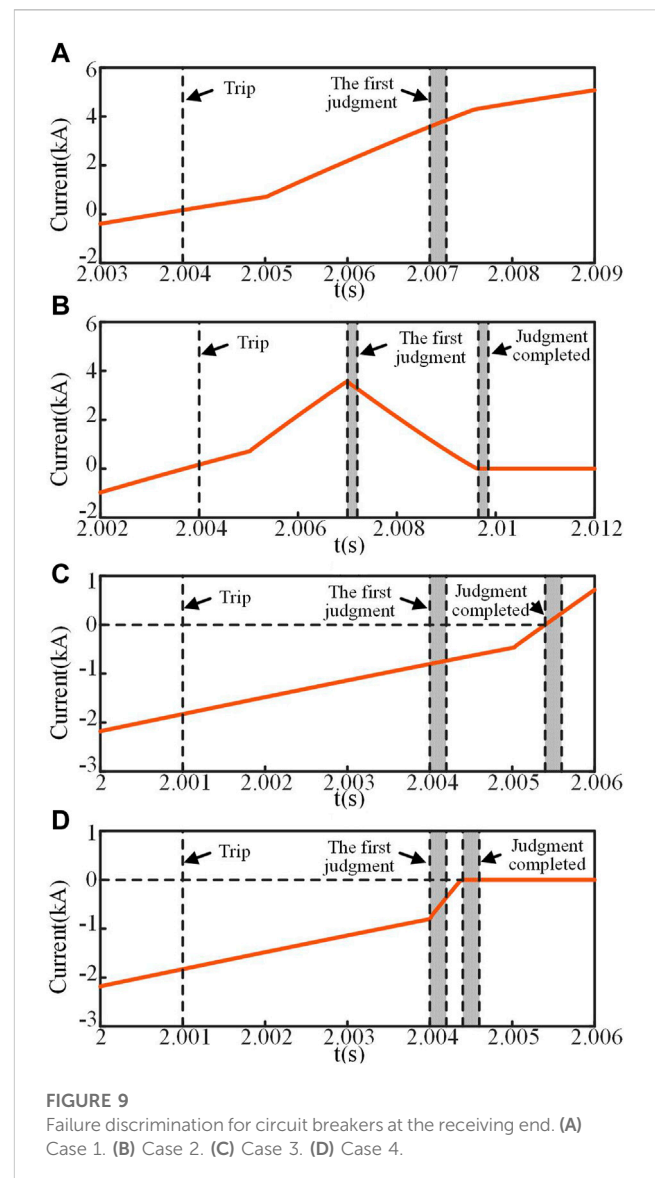 A
6
4
2
0
-2
Current(kA)
Trip
The first
judgment
2.003 2.004 2.005 2.006 2.007 2.008 2.009
t(s)
B
6
4
2
0
-2
Current(kA)
Trip
The first
judgment
Judgment
completed
2.002 2.004 2.006 2.008 2.01 2.012
t(s)
C
1
0
-1
-2
-3
Current(kA)
Trip
The first
judgment
Judgment
completed
2 2.001 2.002 2.003 2.004 2.005 2.006
t(s)
D
1
0
-1
-2
-3
Current(kA)
Trip
The first
judgment
Judgment
completed
2 2.001 2.002 2.003 2.004 2.005 2.006
t(s)
FIGURE 9
Failure discrimination for circuit breakers at the receiving end. (A)
Case 1. (B) Case 2. (C) Case 3. (D) Case 4.